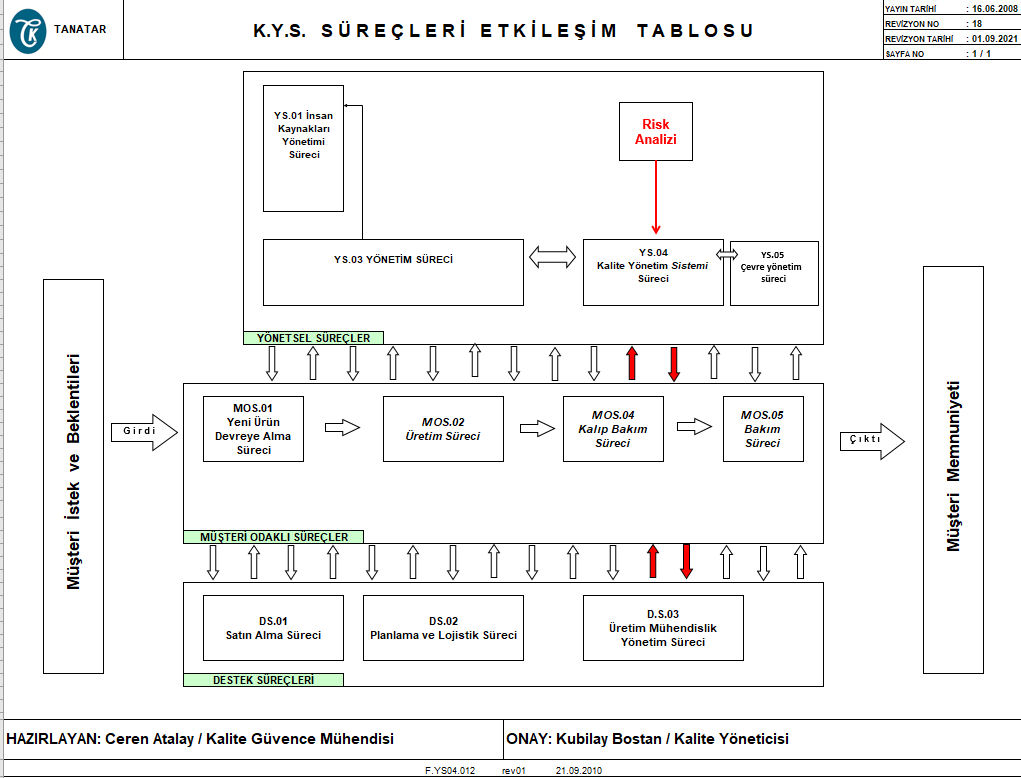 TANATAR
K.Y.S. SÜREÇLERİ ETKİLEŞİM TABLOSU
YAYIN TARİHİ : 16.06.2008
REVİZYON NO : 18
REVİZYON TARİHİ : 01.09.2021
SAYFA NO : 1 / 1
YS.01 İnsan
Kaynakları
Yönetimi
Süreci
Risk
Analizi
YS.03 YÖNETİM SÜRECİ
YS.04
Kalite Yönetim Sistemi
Süreci
YS.05
Çevre yönetim
süreci
YÖNETSEL SÜREÇLER
Müşteri İstek ve Beklentileri
Girdi
MOS.01
Yeni Ürün
Devreye Alma
Süreci
MOS.02
Üretim Süreci
MOS.04
Kalıp Bakım
Süreci
MOS.05
Bakım
Süreci
Çıktı
Müşteri Memnuniyeti
MÜŞTERİ ODAKLI SÜREÇLER
DS.01
Satın Alma Süreci
DS.02
Planlama ve Lojistik Süreci
D.S.03
Üretim Mühendislik
Yönetim Süreci
DESTEK SÜREÇLERİ
HAZIRLAYAN: Ceren Atalay / Kalite Güvence Mühendisi
ONAY: Kubilay Bostan / Kalite Yöneticisi
F.YS04.012 rev01 21.09.2010